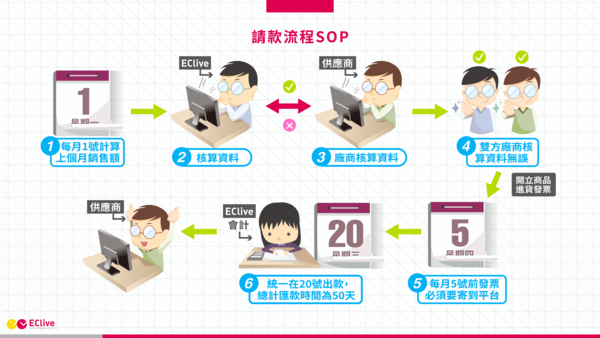 請款流程SOP
EClive
供應商
1
星期一
1 每月1號計算
上個月銷售額
2 核算資料
3 廠商核算資料
4 雙方廠商核
算資料無誤
開立商品
進貨發票
供應商
EClive
會計
20
星期三
5
星期四
6 統一在20號出款,
總計匯款時間為50天
5 每月5號前發票
必須要寄到平台
EClive